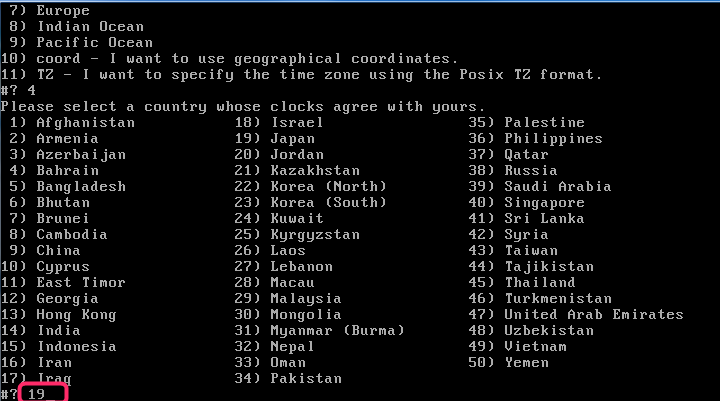 7) Europe
8) Indian Ocean
9) Pacific Ocean
10) coord - I want to use geographical coordinates.
11) TZ - I want to specify the time zone using the Posix TZ format.
#? 4
Please select a country whose clocks agree with yours.
1) Afghanistan 18) Israel 35) Palestine
2) Armenia 19) Japan 36) Philippines
3) Azerbaijan 20) Jordan 37) Qatar
4) Bahrain 21) Kazakhstan 38) Russia
5) Bangladesh 22) Korea (North) 39) Saudi Arabia
6) Bhutan 23) Korea (South) 40) Singapore
7) Brunei 24) Kuwait 41) Sri Lanka
8) Cambodia 25) Kyrgyzstan 42) Syria
9) China 26) Laos 43) Taiwan
10) Cyprus 27) Lebanon 44) Tajikistan
11) East Timor 28) Macau 45) Thailand
12) Georgia 29) Malaysia 46) Turkmenistan
13) Hong Kong 30) Mongolia 47) United Arab Emirates
14) India 31) Myanmar (Burma) 48) Uzbekistan
15) Indonesia 32) Nepal 49) Vietnam
16) Iran 33) Oman 50) Yemen
17) Iraq 34) Pakistan
#? 19_